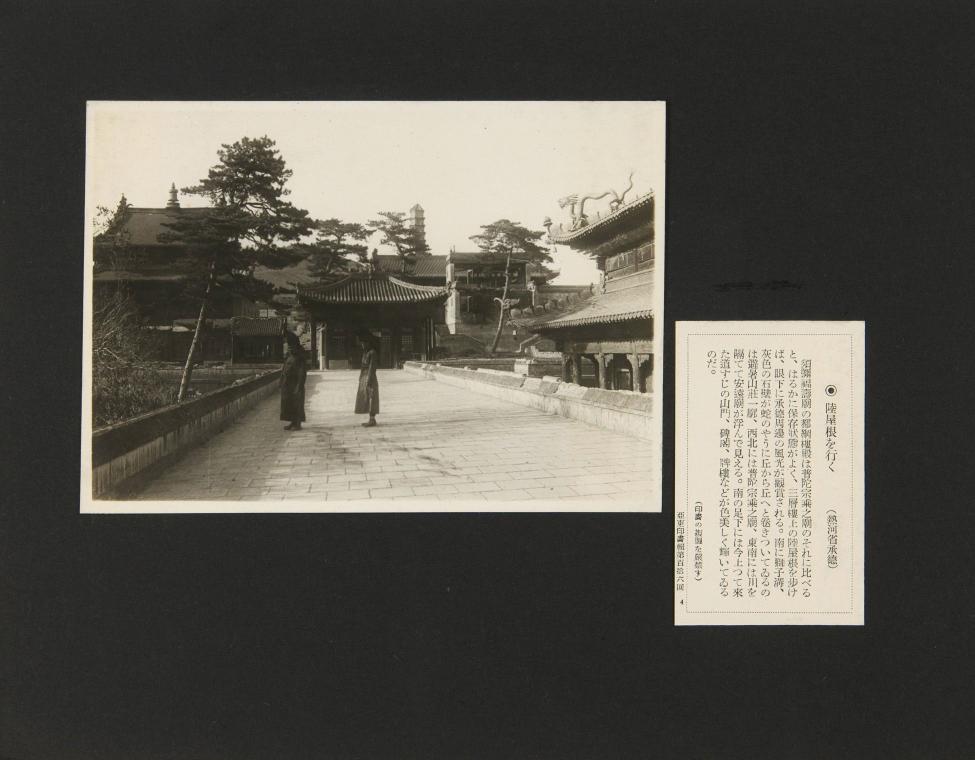 ◉ 陸屋根を行く （熱河省承德）
須彌福壽廟の都綱樓殿は普陀宗乘之廟のそれに比べる
と、はるかに保存狀態がよく、三層樓上の陸屋根を步け
ば、眼下に承德周邊の風光が觀賞される。南に獅子溝、
灰色の石壁が蛇のやうに丘から丘へと卷きついてゐるの
は避暑山莊一廓、西北には普陀宗乘之廟、東南には川を
隔てて安遠廟が浮んで見える。南の足下には今上つて來
た道すじの山門、碑閣、牌樓などが色美しく輝いてゐる
のだ。
（印畫の複製を嚴禁す）
亞東印畫輯第百拾六回 4